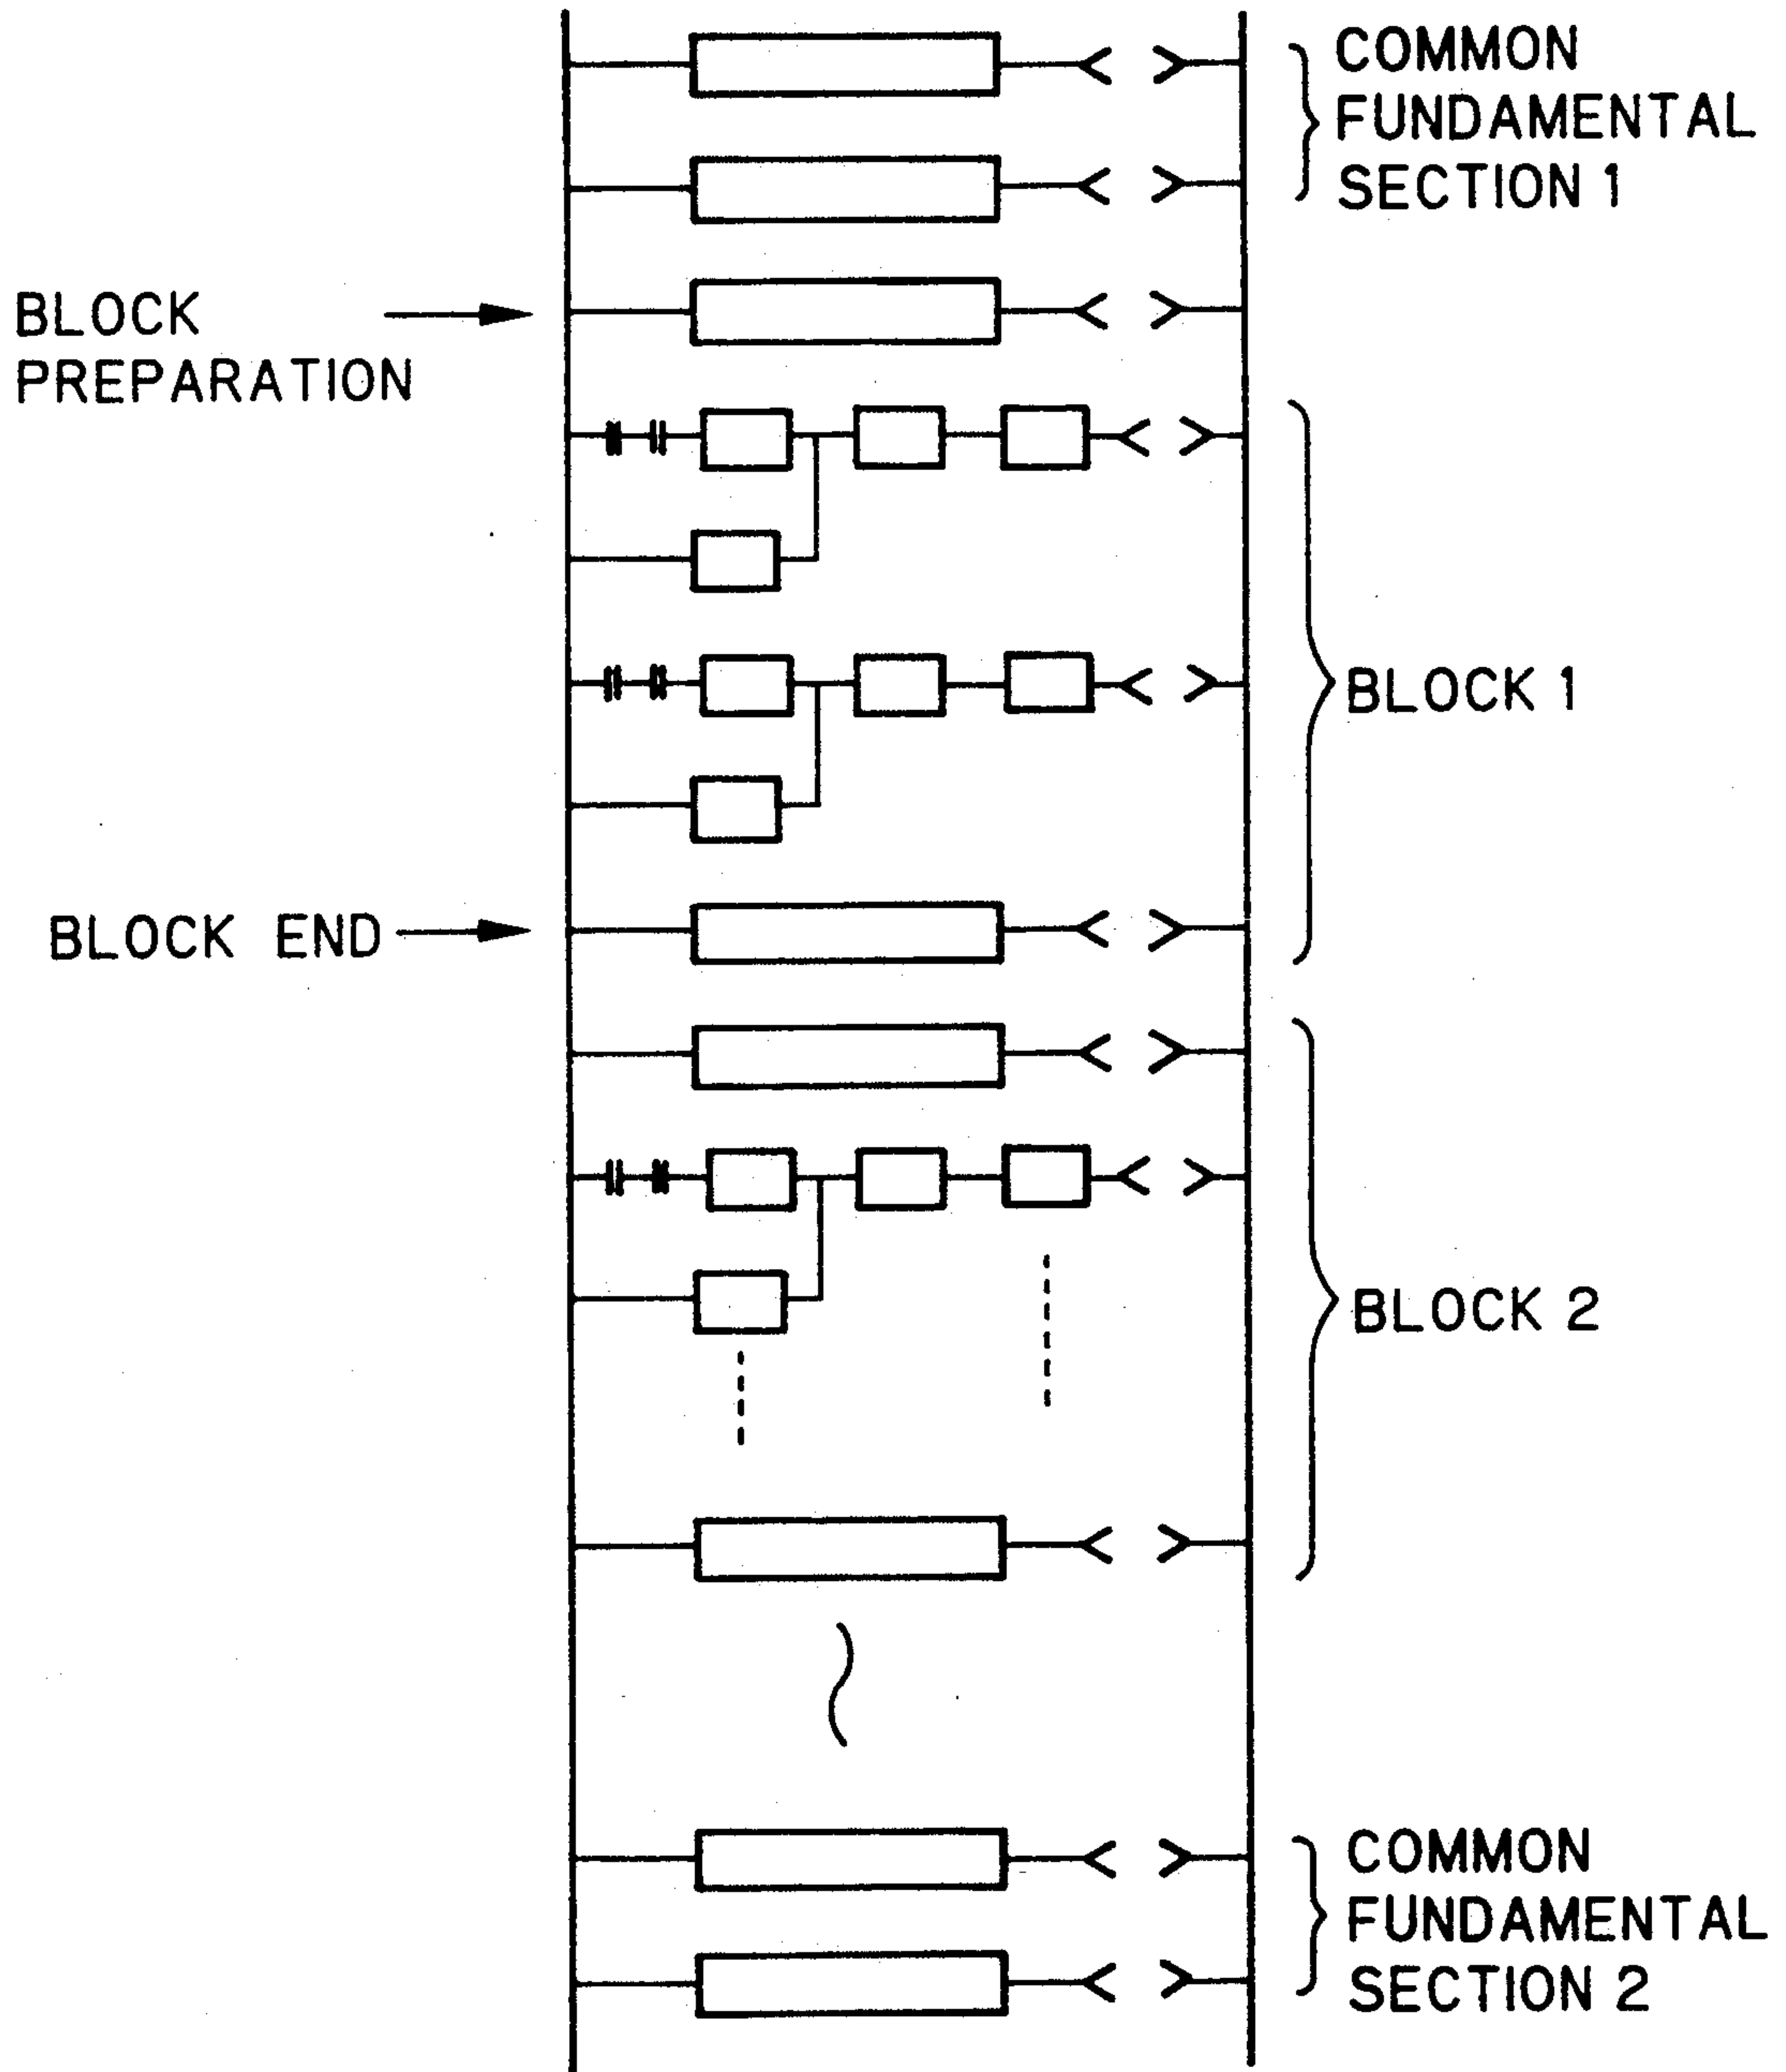 COMMON
FUNDAMENTAL
SECTION 1
BLOCK
PREPARATION
BLOCK 1
BLOCK END
BLOCK 2
COMMON
FUNDAMENTAL
SECTION 2